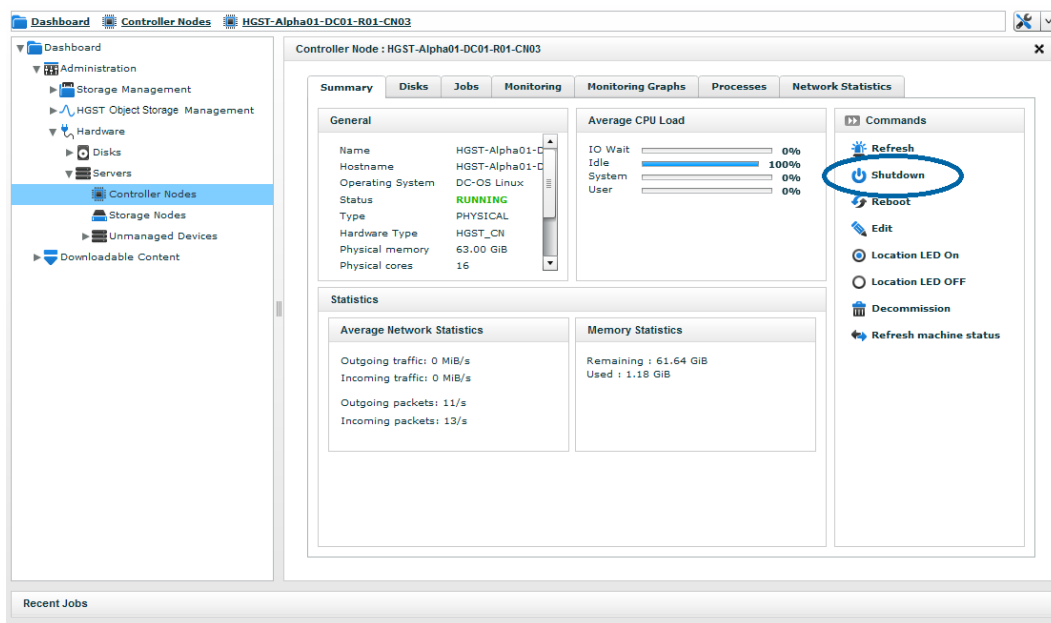 Dashboard Controller Nodes HGST-Alpha01-DC01-R01-CN03
Dashboard
Administration
Storage Management
HGST Object Storage Management
Hardware
Disks
Servers
Controller Nodes
Storage Nodes
Unmanaged Devices
Downloadable Content
Controller Node : HGST-Alpha01-DC01-R01-CN03
Summary Disks Jobs Monitoring Monitoring Graphs Processes Network Statistics
General
Name HGST-Alpha01-D
Hostname HGST-Alpha01-D
Operating System DC-OS Linux
Status RUNNING
Type PHYSICAL
Hardware Type HGST_CN
Physical memory 63.00 GiB
Physical cores 16
Average CPU Load
IO Wait 0%
Idle 100%
System 0%
User 0%
Commands
Refresh
Shutdown
Reboot
Edit
Location LED On
Location LED OFF
Decommission
Refresh machine status
Statistics
Average Network Statistics
Outgoing traffic: 0 MiB/s
Incoming traffic: 0 MiB/s
Outgoing packets: 11/s
Incoming packets: 13/s
Memory Statistics
Remaining : 61.64 GiB
Used : 1.18 GiB
Recent Jobs